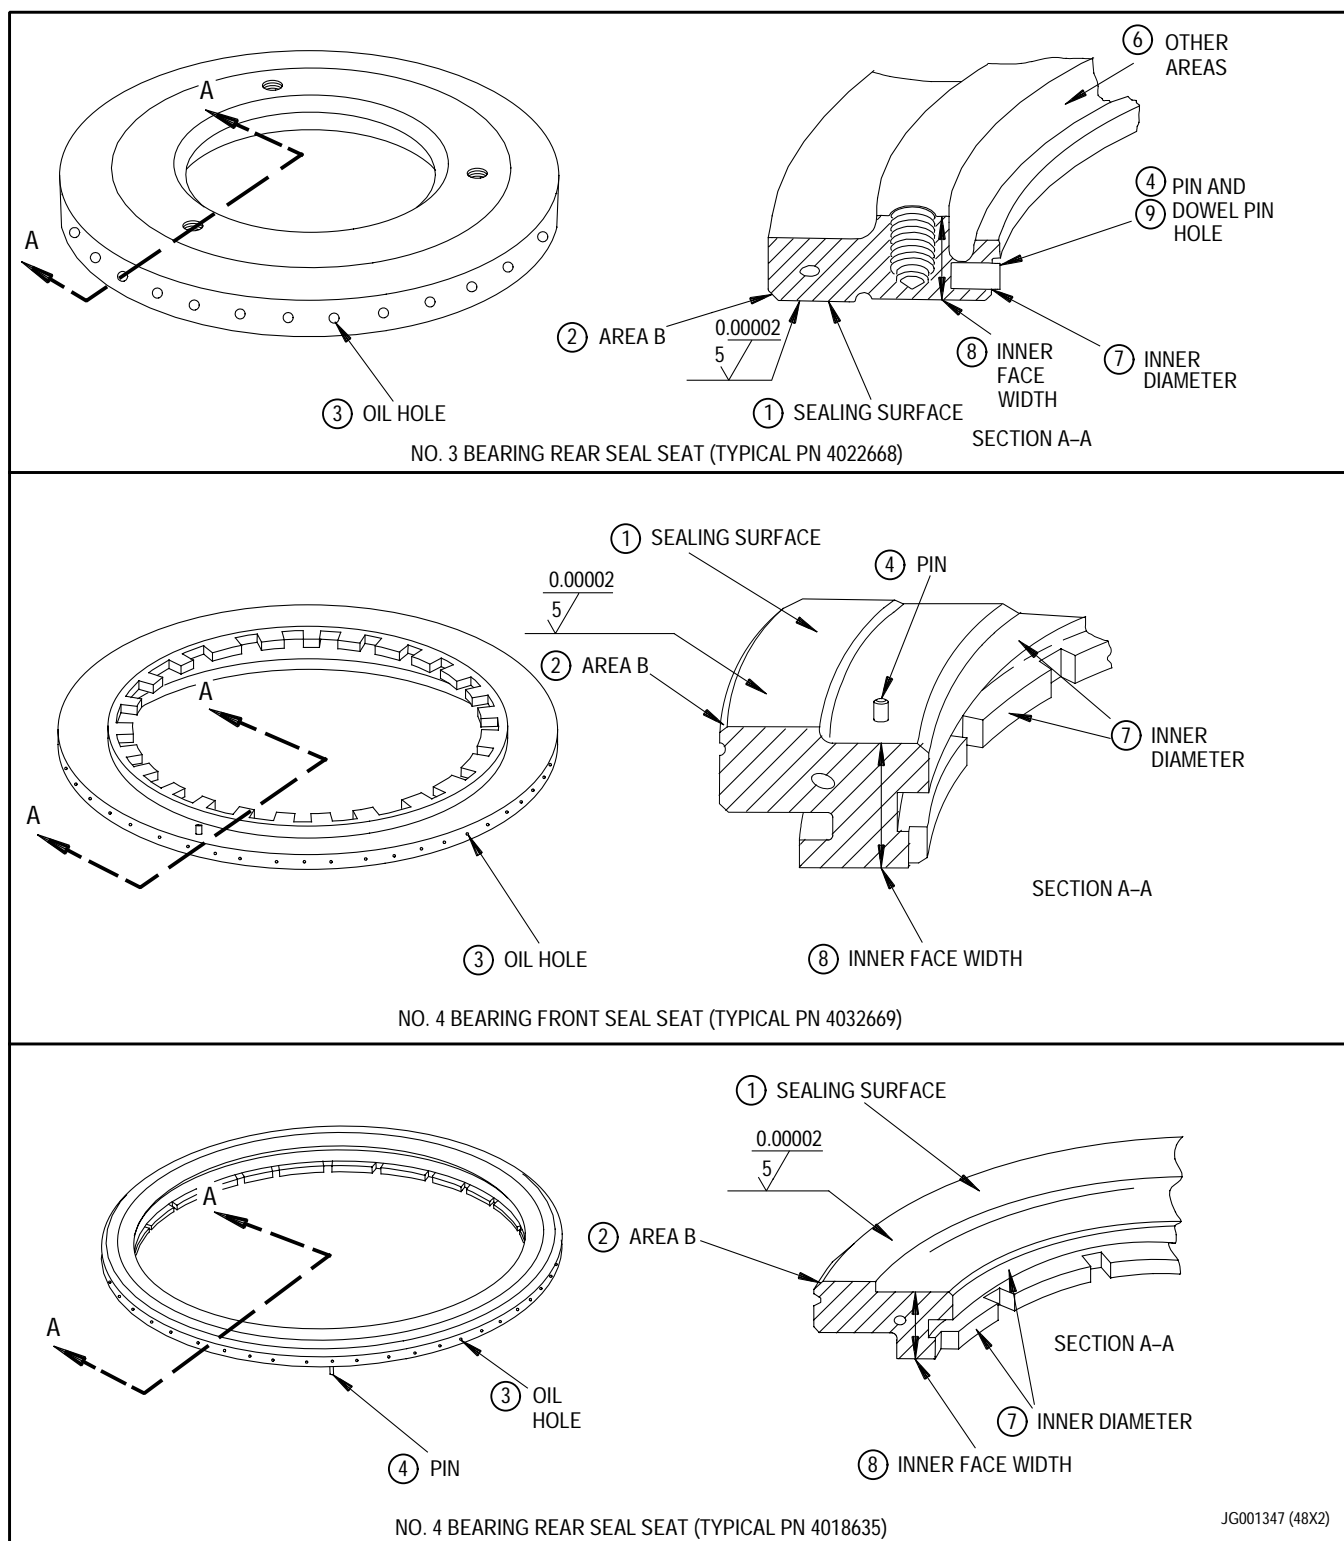 A
A
3 OIL HOLE
6 OTHER
AREAS
4 PIN AND
9 DOWEL PIN
HOLE
2 AREA B
0.00002
5
8 INNER
FACE
WIDTH
7 INNER
DIAMETER
1 SEALING SURFACE
SECTION A–A
NO. 3 BEARING REAR SEAL SEAT (TYPICAL PN 4022668)
1 SEALING SURFACE
4 PIN
0.00002
5
2 AREA B
A
A
7 INNER
DIAMETER
SECTION A–A
3 OIL HOLE
8 INNER FACE WIDTH
NO. 4 BEARING FRONT SEAL SEAT (TYPICAL PN 4032669)
1 SEALING SURFACE
0.00002
5
A
2 AREA B
A
SECTION A–A
3 OIL
HOLE
7 INNER DIAMETER
4 PIN
8 INNER FACE WIDTH
NO. 4 BEARING REAR SEAL SEAT (TYPICAL PN 4018635)
JG001347 (48X2)